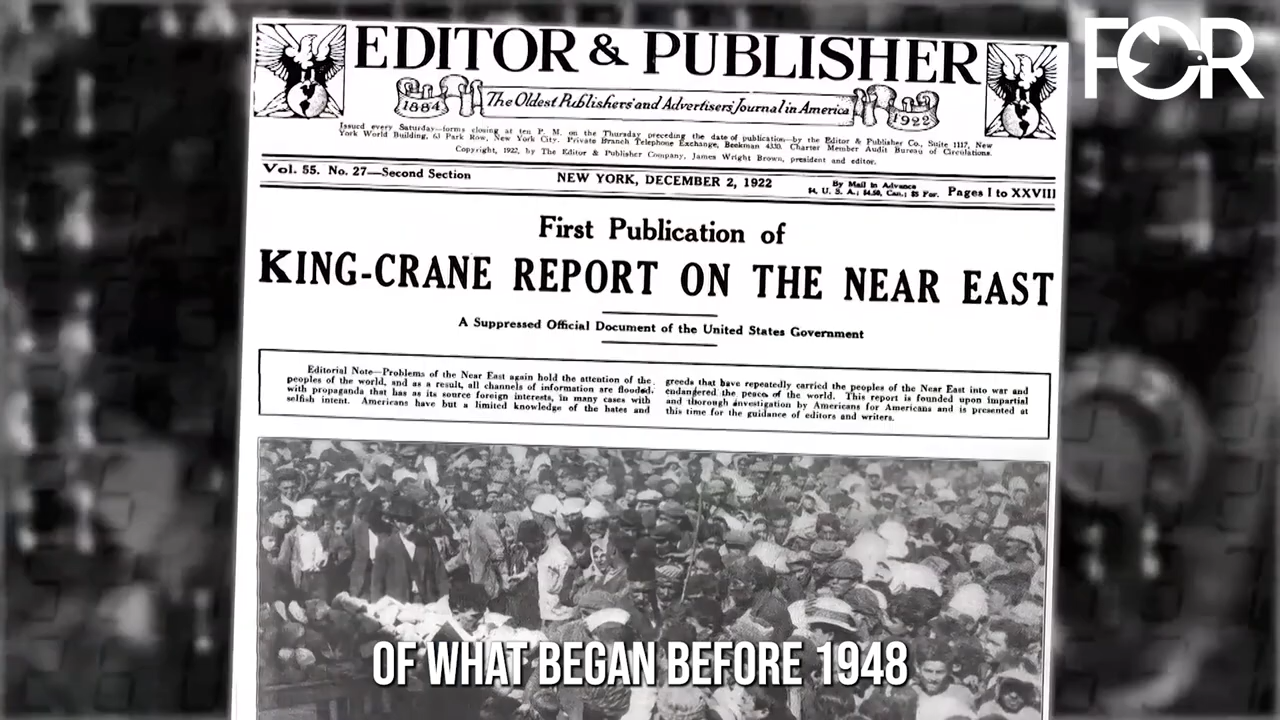 FOR
EDITOR & PUBLISHER
1884
The Oldest Publishers' and Advertisers' Journal in America
1922
Issued every Saturday—forms closing at ten P. M. on the Thursday preceding the date of publication—by the Editor & Publisher Co., Suite 1117, New
York World Building, 63 Park Row, New York City. Private Branch Telephone Exchange, Beekman 4330. Charter Member Audit Bureau of Circulations.
Copyright, 1922, by The Editor & Publisher Company, James Wright Brown, president and editor.
Vol. 55. No. 27—Second Section
NEW YORK, DECEMBER 2, 1922
By Mail in Advance
$4, U. S. A.; $4.50, Can.; $5 For.
Pages I to XXVIII
First Publication of
KING-CRANE REPORT ON THE NEAR EAST
A Suppressed Official Document of the United States Government
Editorial Note—Problems of the Near East again hold the attention of the
peoples of the world, and as a result, all channels of information are flooded
with propaganda that has as its source foreign interests, in many cases with
selfish intent. Americans have but a limited knowledge of the hates and
greeds that have repeatedly carried the peoples of the Near East into war and
endangered the peace of the world. This report is founded upon impartial
and thorough investigation by Americans for Americans and is presented at
this time for the guidance of editors and writers.
OF WHAT BEGAN BEFORE 1948